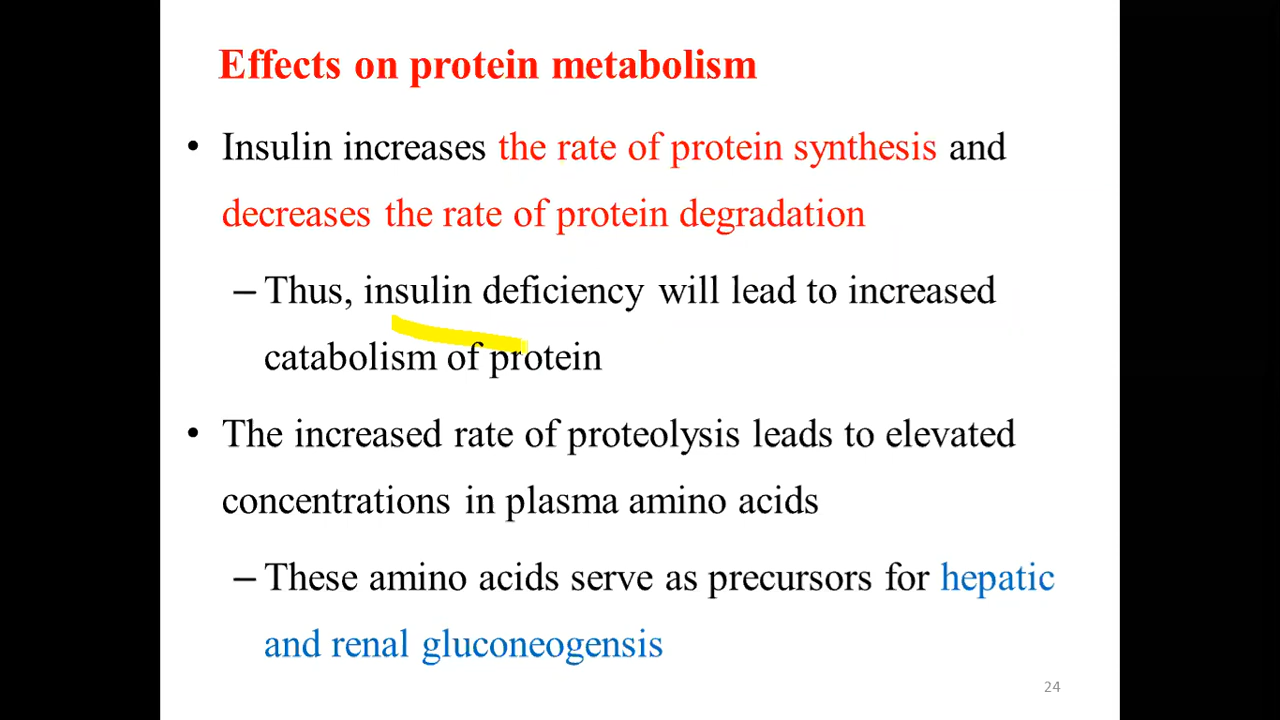 Effects on protein metabolism
• Insulin increases the rate of protein synthesis and
decreases the rate of protein degradation
– Thus, insulin deficiency will lead to increased
catabolism of protein
• The increased rate of proteolysis leads to elevated
concentrations in plasma amino acids
– These amino acids serve as precursors for hepatic
and renal gluconeogensis
24